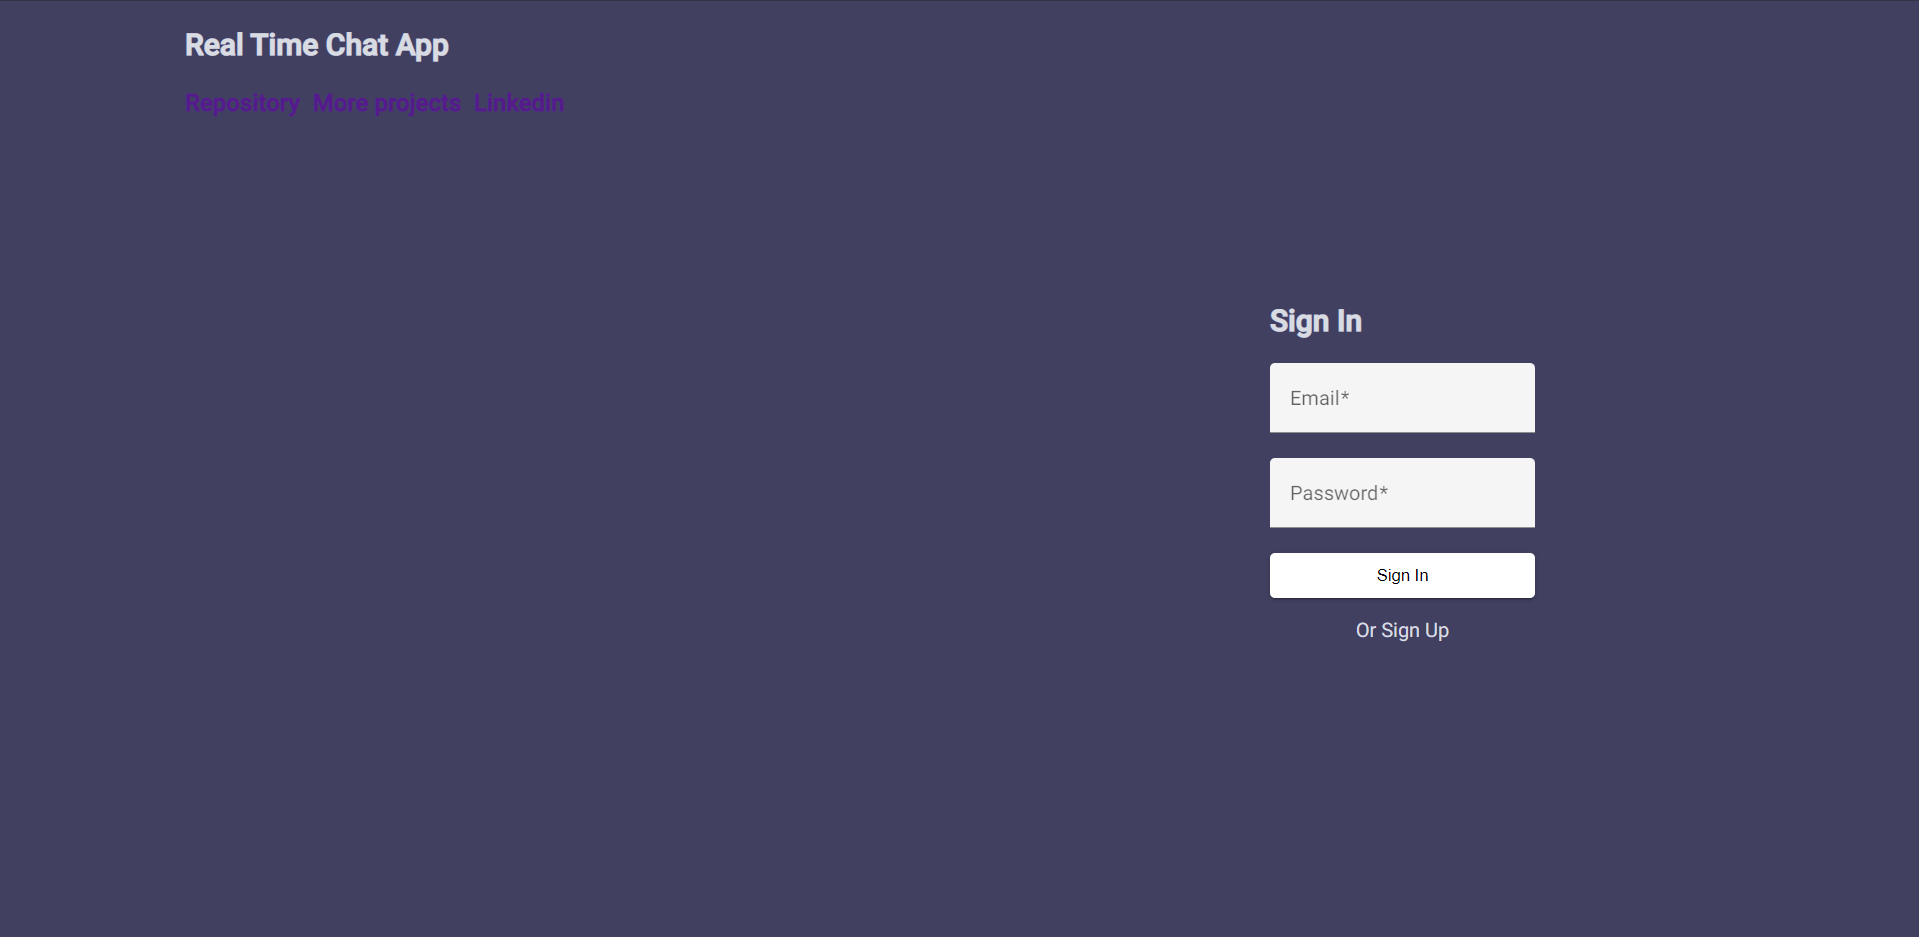 Real Time Chat App
Repository More projects Linkedin
Sign In
Email*
Password*
Sign In
Or Sign Up